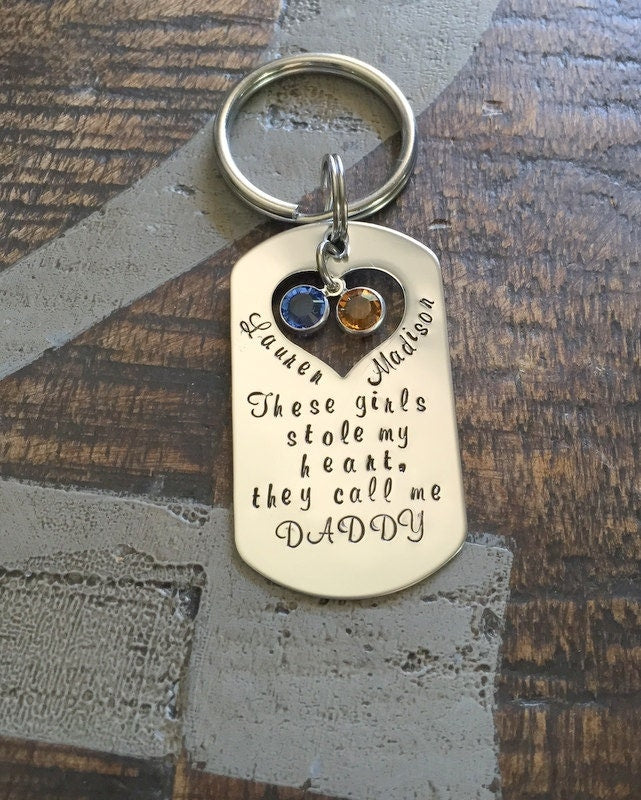 Lauren
Madison
These girls
stole my
heart,
they call me
DADDY